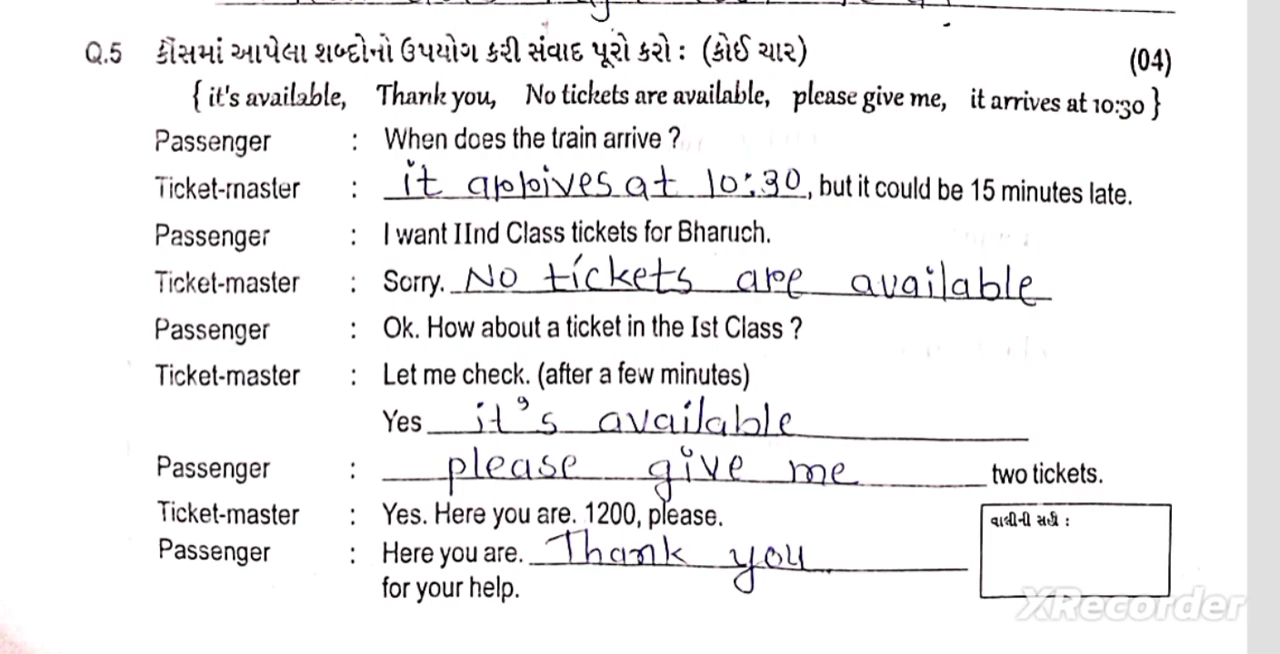 Q.5 કૌંસમાં આપેલા શબ્દોનો ઉપયોગ કરી સંવાદ પૂરો કરો : (કોઈ ચાર) (04)
{ it's available, Thank you, No tickets are available, please give me, it arrives at 10:30 }
Passenger : When does the train arrive ?
Ticket-master : it arrives at 10:30, but it could be 15 minutes late.
Passenger : I want IInd Class tickets for Bharuch.
Ticket-master : Sorry. No tickets are available
Passenger : Ok. How about a ticket in the Ist Class ?
Ticket-master : Let me check. (after a few minutes)
Yes it's available
Passenger : please give me two tickets.
Ticket-master : Yes. Here you are. 1200, please.
વાલીની સહી :
Passenger : Here you are. Thank you
for your help.
XRecorder